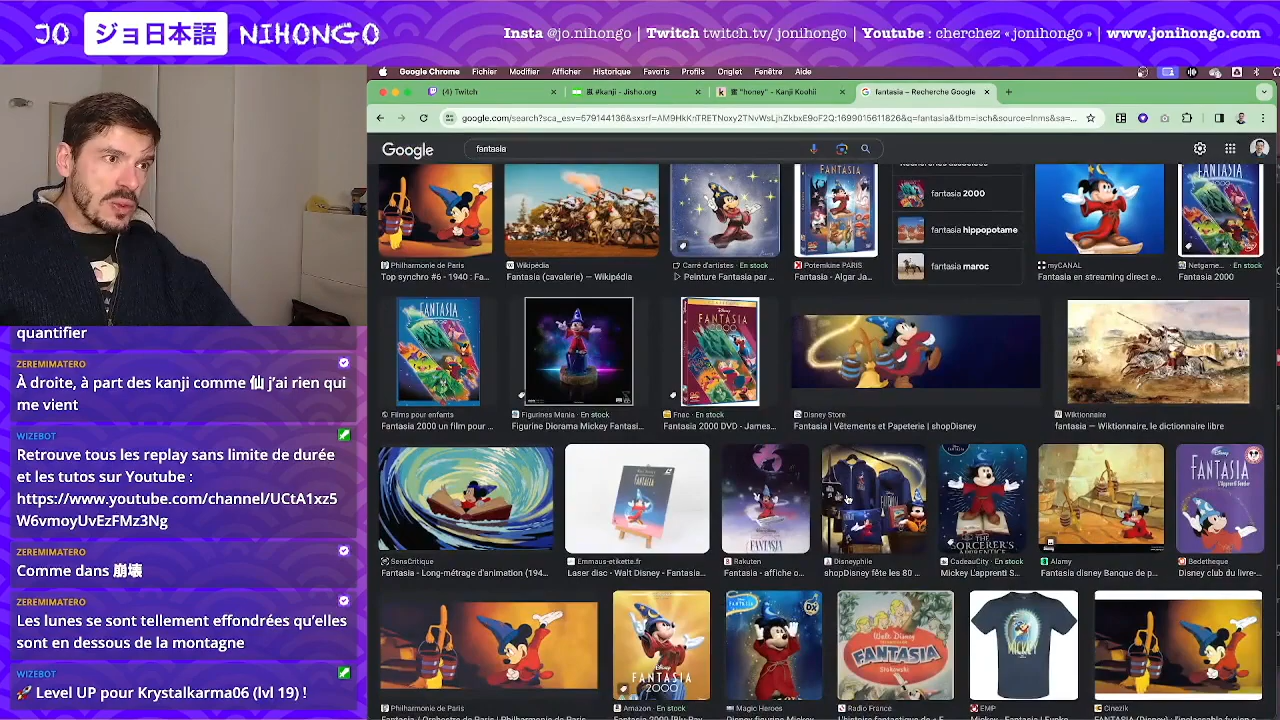 JO ジョ日本語 NIHONGO
Insta @jo.nihongo | Twitch twitch.tv/jonihongo | Youtube : cherchez «jonihongo » | www.jonihongo.com
Google Chrome Fichier Modifier Afficher Historique Favoris Profils Onglet Fenêtre Aide
(4) Twitch
#kanji - Jisho.org
"honey" - Kanji Koohii
fantasia – Recherche Google
Google
fantasia
fantasia 2000
fantasia hippopotame
fantasia maroc
Philharmonie de Paris
Top synchro #6 - 1940 : Fa...
Wikipédia
Fantasia (cavalerie) — Wikipédia
Carré d'artistes · En stock
▷ Peinture Fantasia par ...
Potemkine PARIS
Fantasia - Algar Ja...
myCANAL
Fantasia en streaming direct e...
Netgame... · En stock
Fantasia 2000
Films pour enfants
Fantasia 2000 un film pour ...
Figurines Mania · En stock
Figurine Diorama Mickey Fantasi...
Fnac · En stock
Fantasia 2000 DVD - James...
Disney Store
Fantasia | Vêtements et Papeterie | shopDisney
Wiktionnaire
fantasia — Wiktionnaire, le dictionnaire libre
SensCritique
Fantasia - Long-métrage d'animation (194...
Emmaus-etikette.fr
Laser disc - Walt Disney - Fantasia...
Rakuten
Fantasia - affiche o...
Disneyphile
shopDisney fête les 80 ...
CadeauCity · En stock
Mickey L'apprenti S...
Alamy
Fantasia disney Banque de p...
Bedetheque
Disney club du livre-...
Philharmonie de Paris
Amazon · En stock
Magic Heroes
Radio France
EMP
Cinezik
quantifier
ZEREMIMATERO
À droite, à part des kanji comme 仙 j'ai rien qui
me vient
WIZEBOT
Retrouve tous les replay sans limite de durée
et les tutos sur Youtube :
https://www.youtube.com/channel/UCtA1xz5
W6vmoyUvEzFMz3Ng
ZEREMIMATERO
Comme dans 崩壊
ZEREMIMATERO
Les lunes se sont tellement effondrées qu'elles
sont en dessous de la montagne
WIZEBOT
🚀 Level UP pour Krystalkarma06 (lvl 19) !